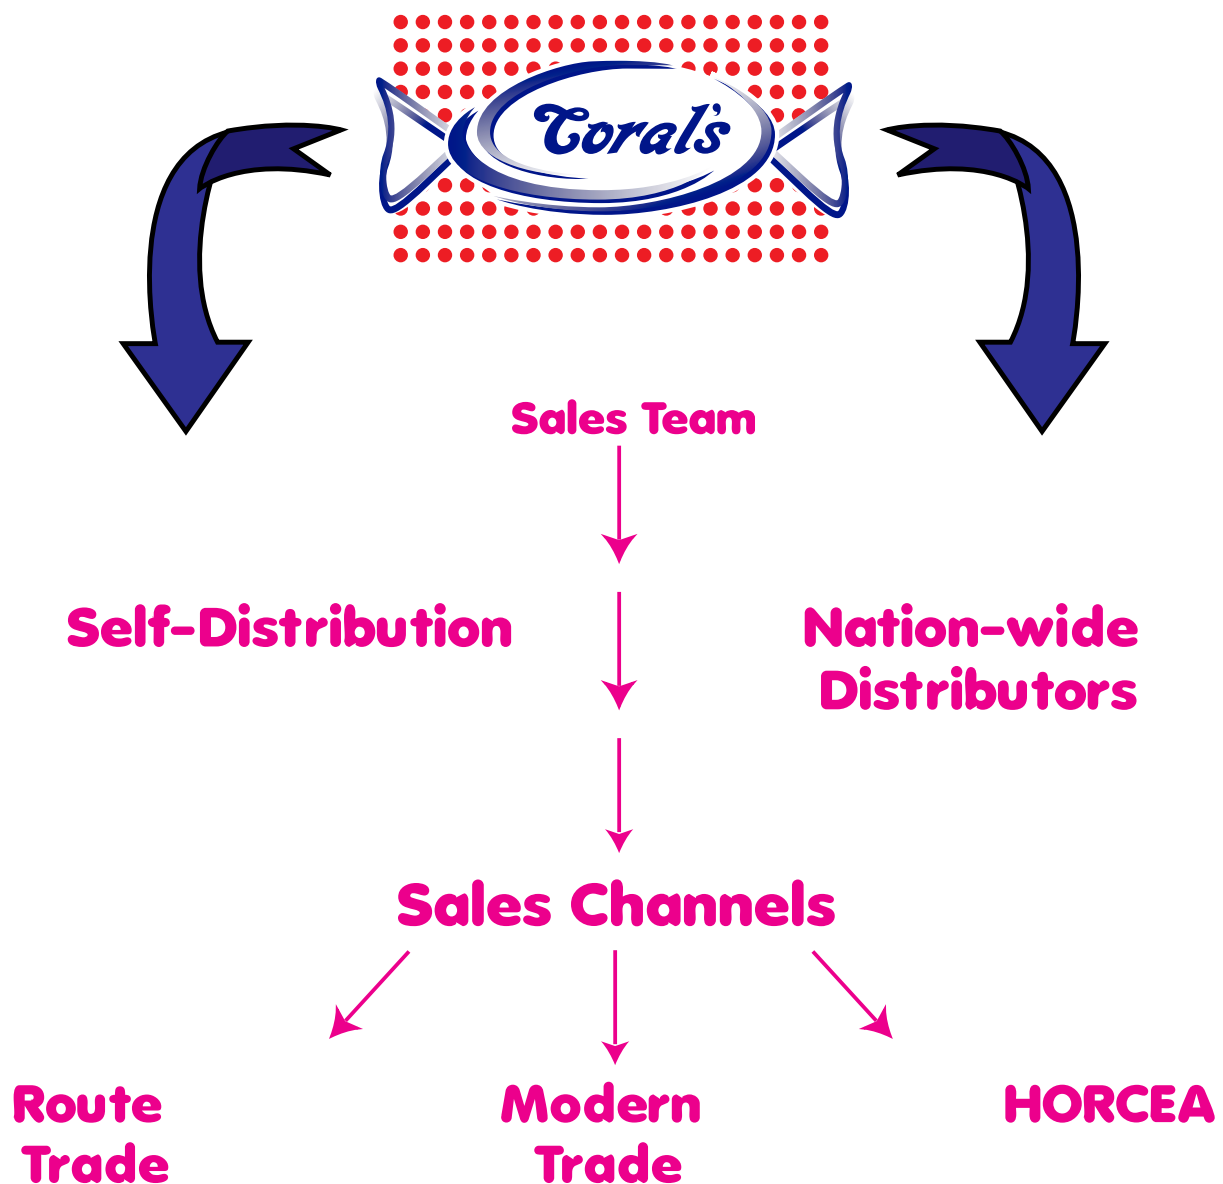 Coral's
Sales Team
Self-Distribution
Nation-wide
Distributors
Sales Channels
Route
Trade
Modern
Trade
HORCEA